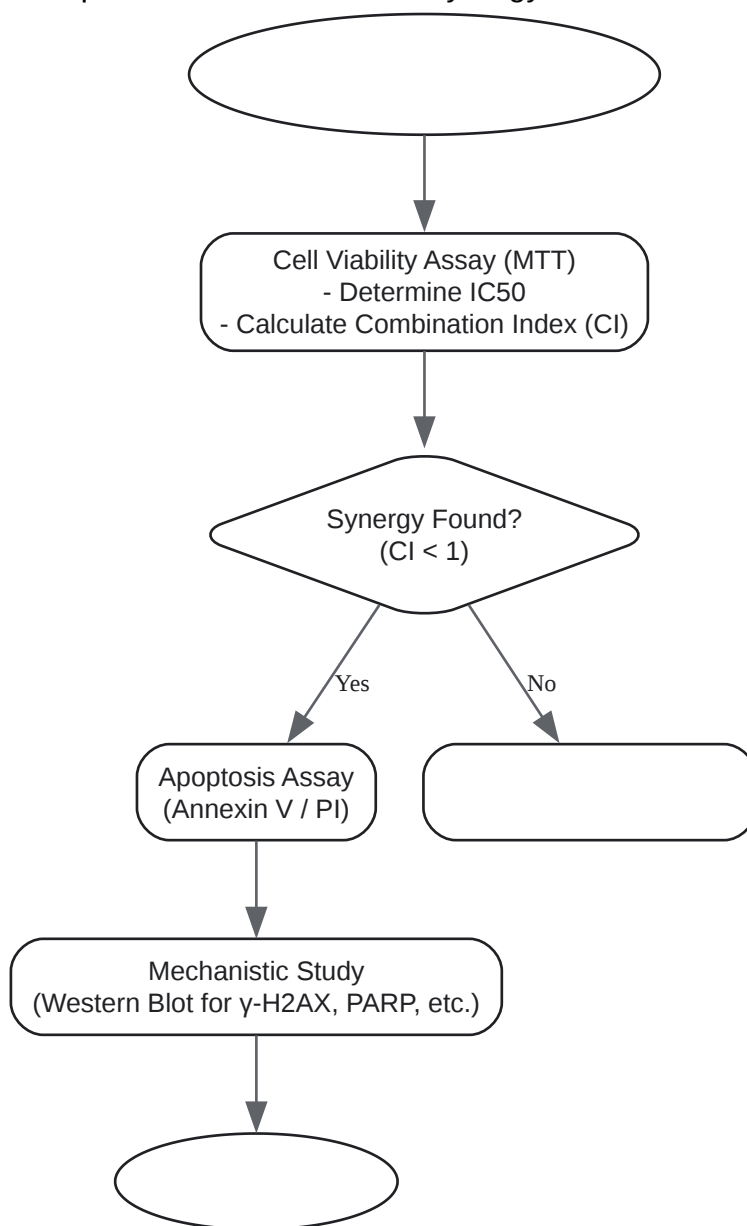 Cell Viability Assay (MTT)
- Determine IC50
- Calculate Combination Index (CI)
Synergy Found?
(CI < 1)
Yes
No
Apoptosis Assay
(Annexin V / PI)
Mechanistic Study
(Western Blot for γ-H2AX, PARP, etc.)